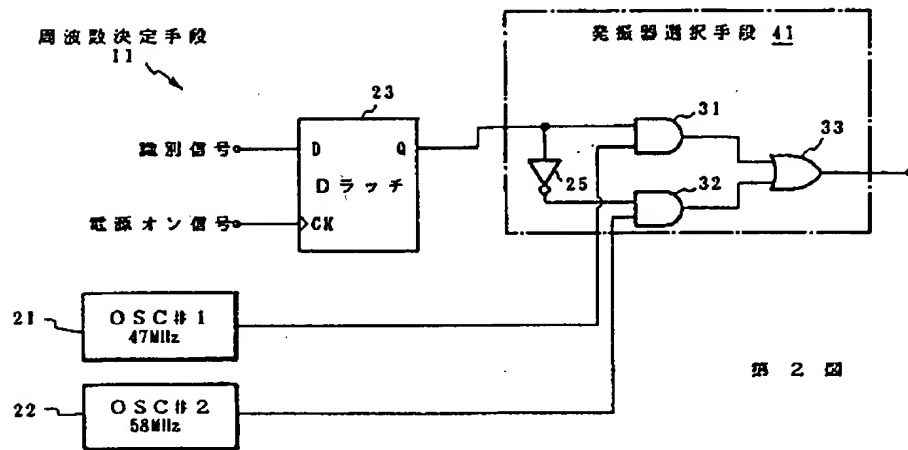 周波数決定手段
11
発振器選択手段 41
23
31
33
識別信号
D
Q
Dラッチ
25
32
電源オン信号
CK
21
OSC#1
47MHz
第2図
22
OSC#2
58MHz